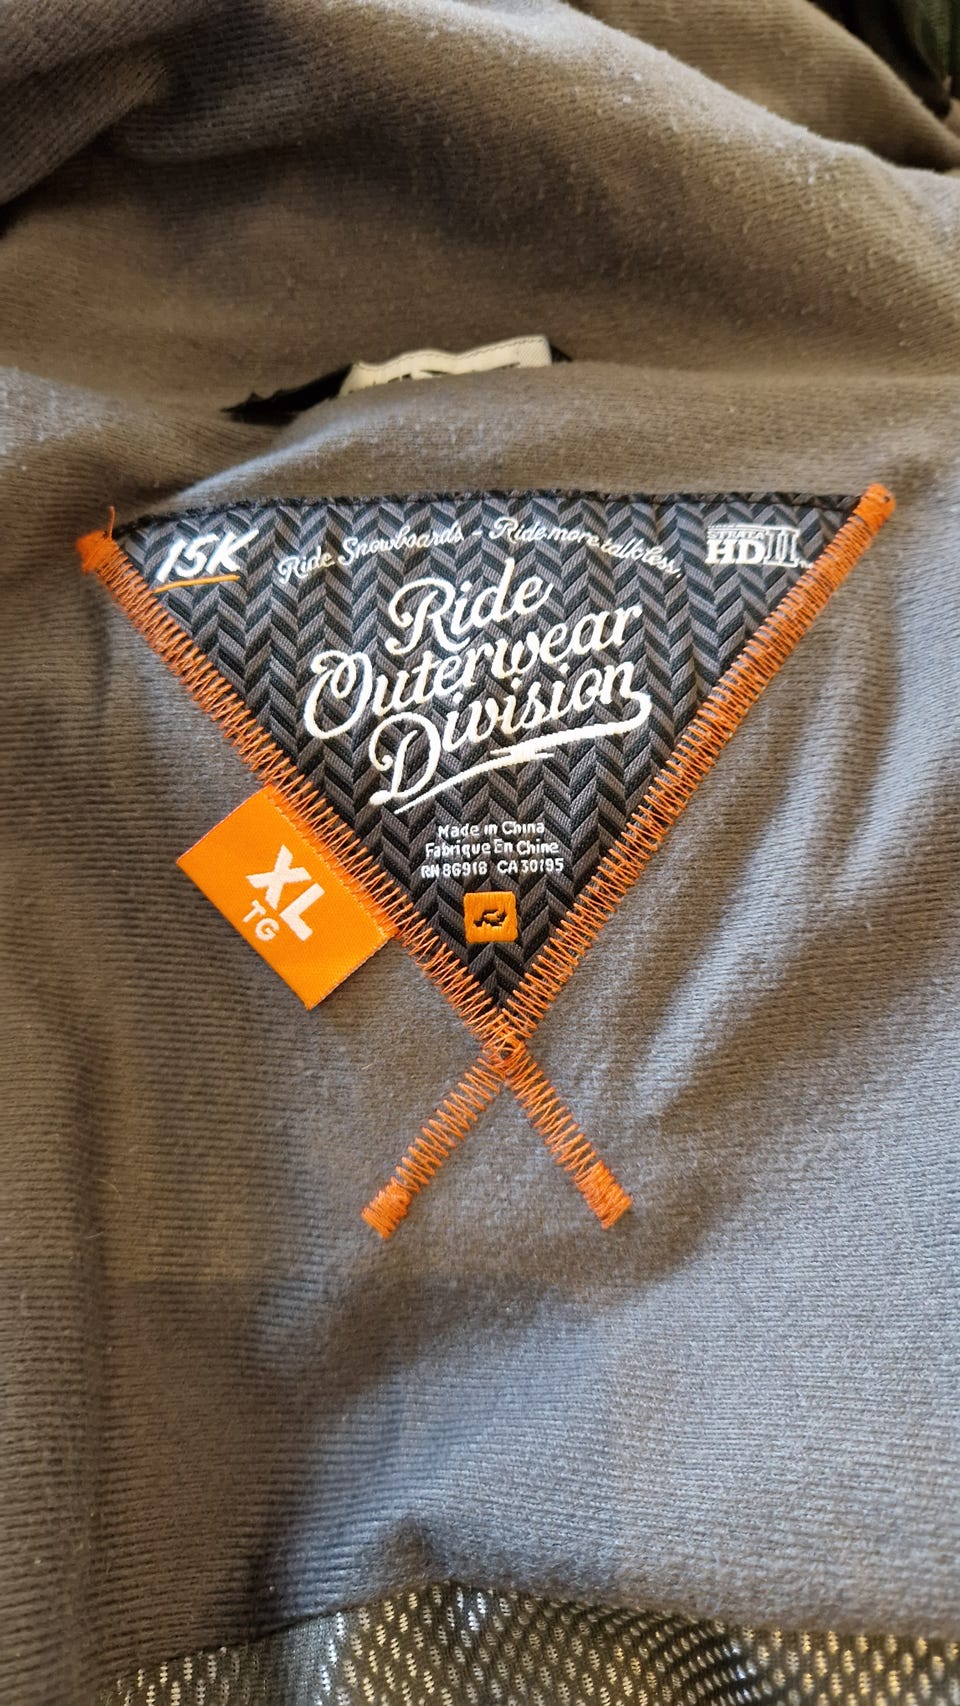 15K
Ride Snowboards - Ride more talk less.
STRATA
HD III
Ride
Outerwear
Division
Made in China
Fabrique En Chine
RN 86918 CA 30195
XL
TG